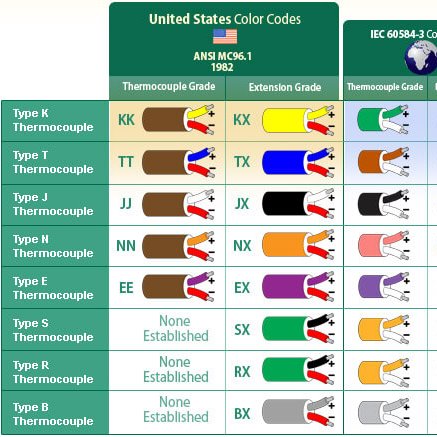 United States Color Codes
ANSI MC96.1
1982
IEC 60584-3
Thermocouple Grade
Extension Grade
Thermocouple Grade
Type K
Thermocouple
KK
+
−
KX
+
−
+
−
Type T
Thermocouple
TT
+
−
TX
+
−
+
−
Type J
Thermocouple
JJ
+
−
JX
+
−
+
−
Type N
Thermocouple
NN
+
−
NX
+
−
+
−
Type E
Thermocouple
EE
+
−
EX
+
−
+
−
Type S
Thermocouple
None
Established
SX
+
−
+
−
Type R
Thermocouple
None
Established
RX
+
−
+
−
Type B
Thermocouple
None
Established
BX
+
−
+
−